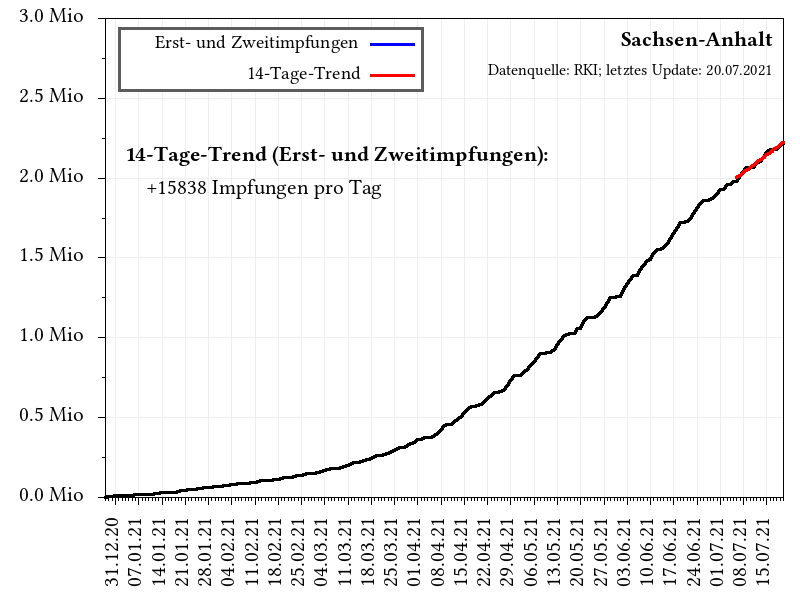 3.0 Mio
2.5 Mio
2.0 Mio
1.5 Mio
1.0 Mio
0.5 Mio
0.0 Mio
Erst- und Zweitimpfungen
14-Tage-Trend
Sachsen-Anhalt
Datenquelle: RKI; letztes Update: 20.07.2021
14-Tage-Trend (Erst- und Zweitimpfungen):
+15838 Impfungen pro Tag
31.12.20
07.01.21
14.01.21
21.01.21
28.01.21
04.02.21
11.02.21
18.02.21
25.02.21
04.03.21
11.03.21
18.03.21
25.03.21
01.04.21
08.04.21
15.04.21
22.04.21
29.04.21
06.05.21
13.05.21
20.05.21
27.05.21
03.06.21
10.06.21
17.06.21
24.06.21
01.07.21
08.07.21
15.07.21